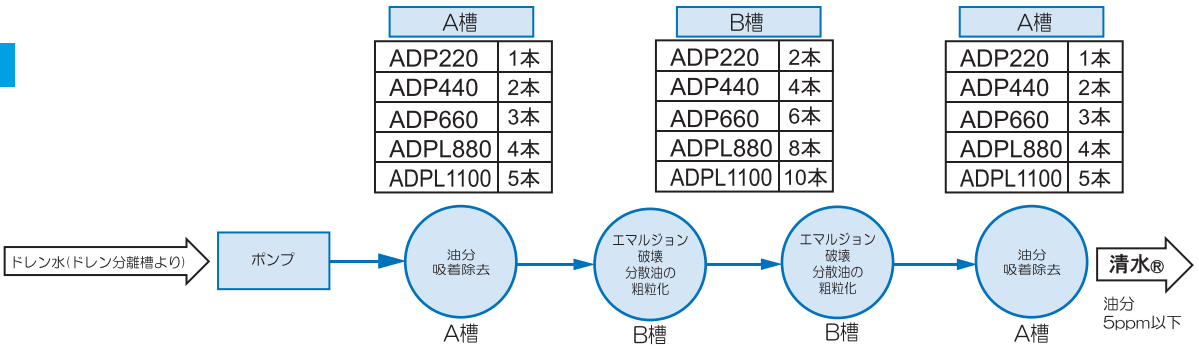 A槽
ADP220 1本
ADP440 2本
ADP660 3本
ADPL880 4本
ADPL1100 5本
B槽
ADP220 2本
ADP440 4本
ADP660 6本
ADPL880 8本
ADPL1100 10本
A槽
ADP220 1本
ADP440 2本
ADP660 3本
ADPL880 4本
ADPL1100 5本
ドレン水(ドレン分離槽より)
ポンプ
油分
吸着除去
A槽
エマルジョン
破壊
分散油の
粗粒化
B槽
エマルジョン
破壊
分散油の
粗粒化
B槽
油分
吸着除去
A槽
清水®
油分
5ppm以下